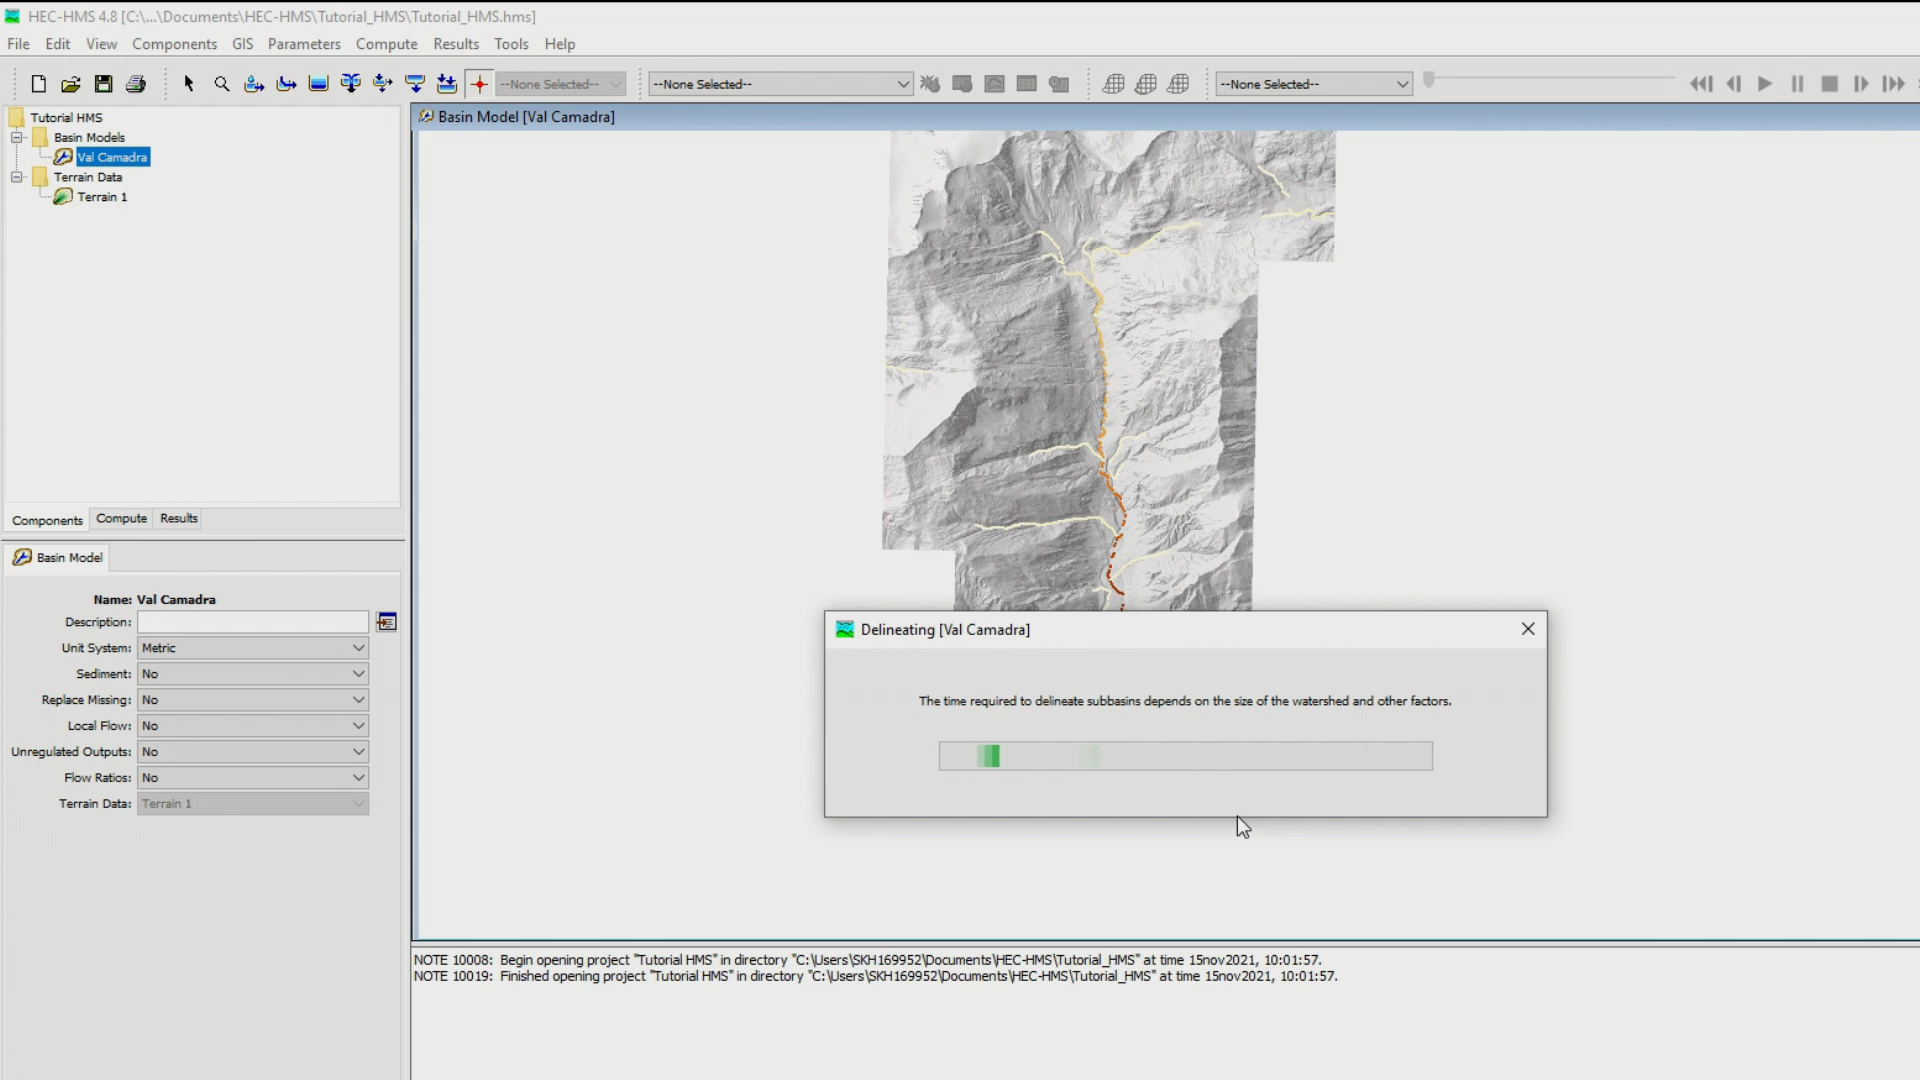 HEC-HMS 4.8 [C:\...\Documents\HEC-HMS\Tutorial_HMS\Tutorial_HMS.hms]
File Edit View Components GIS Parameters Compute Results Tools Help
--None Selected-- --None Selected-- --None Selected--
Tutorial HMS
Basin Models
Val Camadra
Terrain Data
Terrain 1
Components Compute Results
Basin Model
Name: Val Camadra
Description:
Unit System: Metric
Sediment: No
Replace Missing: No
Local Flow: No
Unregulated Outputs: No
Flow Ratios: No
Terrain Data: Terrain 1
Basin Model [Val Camadra]
Delineating [Val Camadra]
The time required to delineate subbasins depends on the size of the watershed and other factors.
NOTE 10008: Begin opening project "Tutorial HMS" in directory "C:\Users\SKH169952\Documents\HEC-HMS\Tutorial_HMS" at time 15nov2021, 10:01:57.
NOTE 10019: Finished opening project "Tutorial HMS" in directory "C:\Users\SKH169952\Documents\HEC-HMS\Tutorial_HMS" at time 15nov2021, 10:01:57.